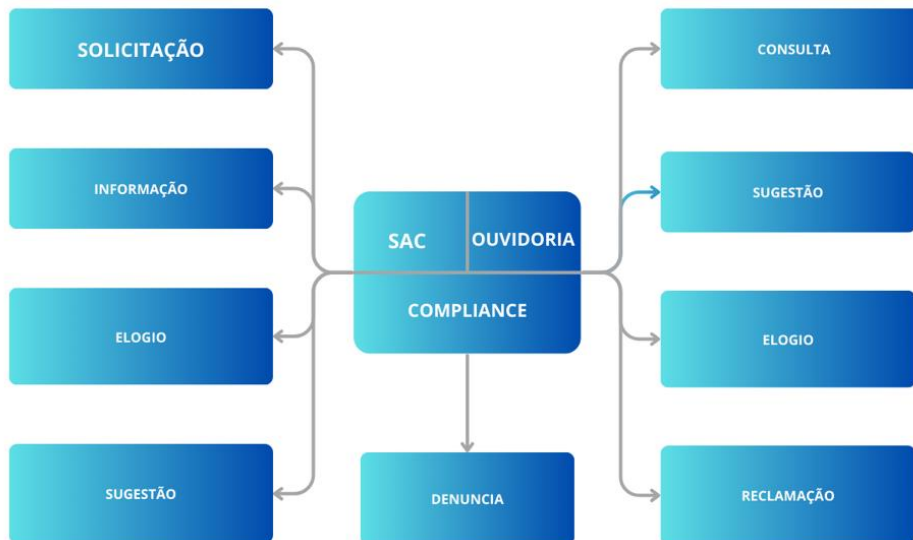 SOLICITAÇÃO
CONSULTA
INFORMAÇÃO
SUGESTÃO
SAC
OUVIDORIA
COMPLIANCE
ELOGIO
ELOGIO
SUGESTÃO
DENUNCIA
RECLAMAÇÃO